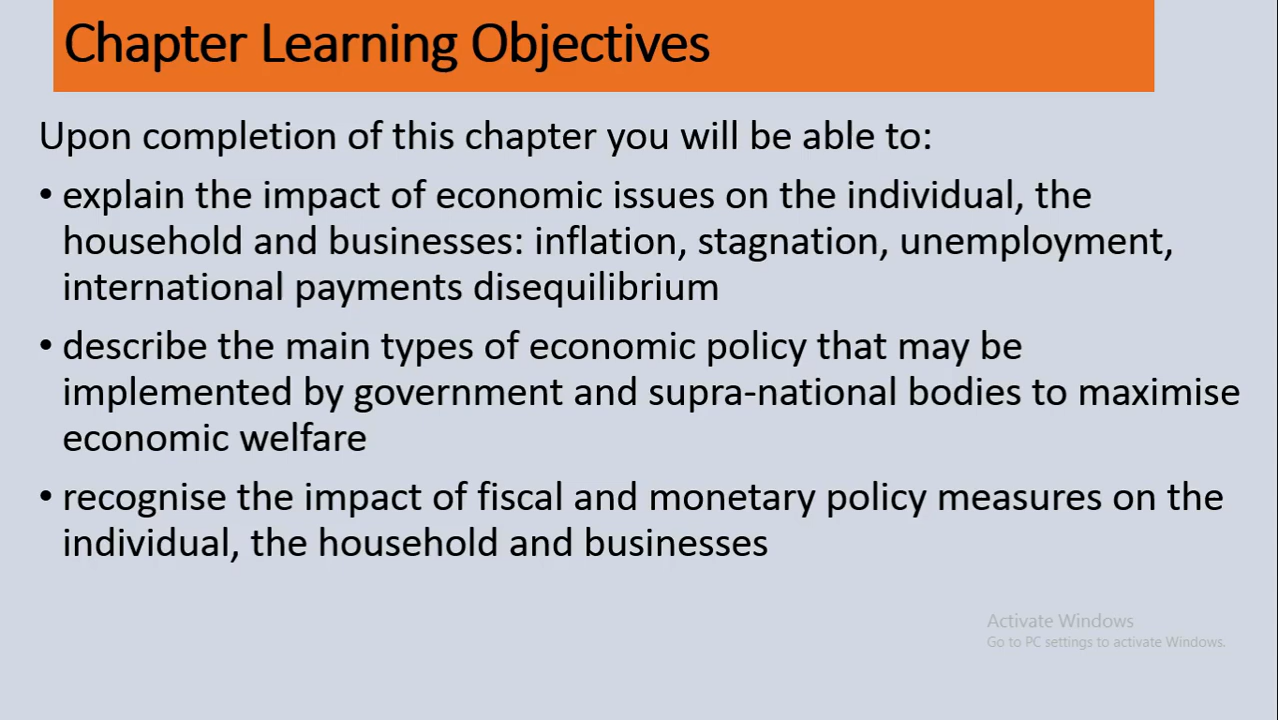 Chapter Learning Objectives
Upon completion of this chapter you will be able to:
• explain the impact of economic issues on the individual, the
household and businesses: inflation, stagnation, unemployment,
international payments disequilibrium
• describe the main types of economic policy that may be
implemented by government and supra-national bodies to maximise
economic welfare
• recognise the impact of fiscal and monetary policy measures on the
individual, the household and businesses
Activate Windows
Go to PC settings to activate Windows.